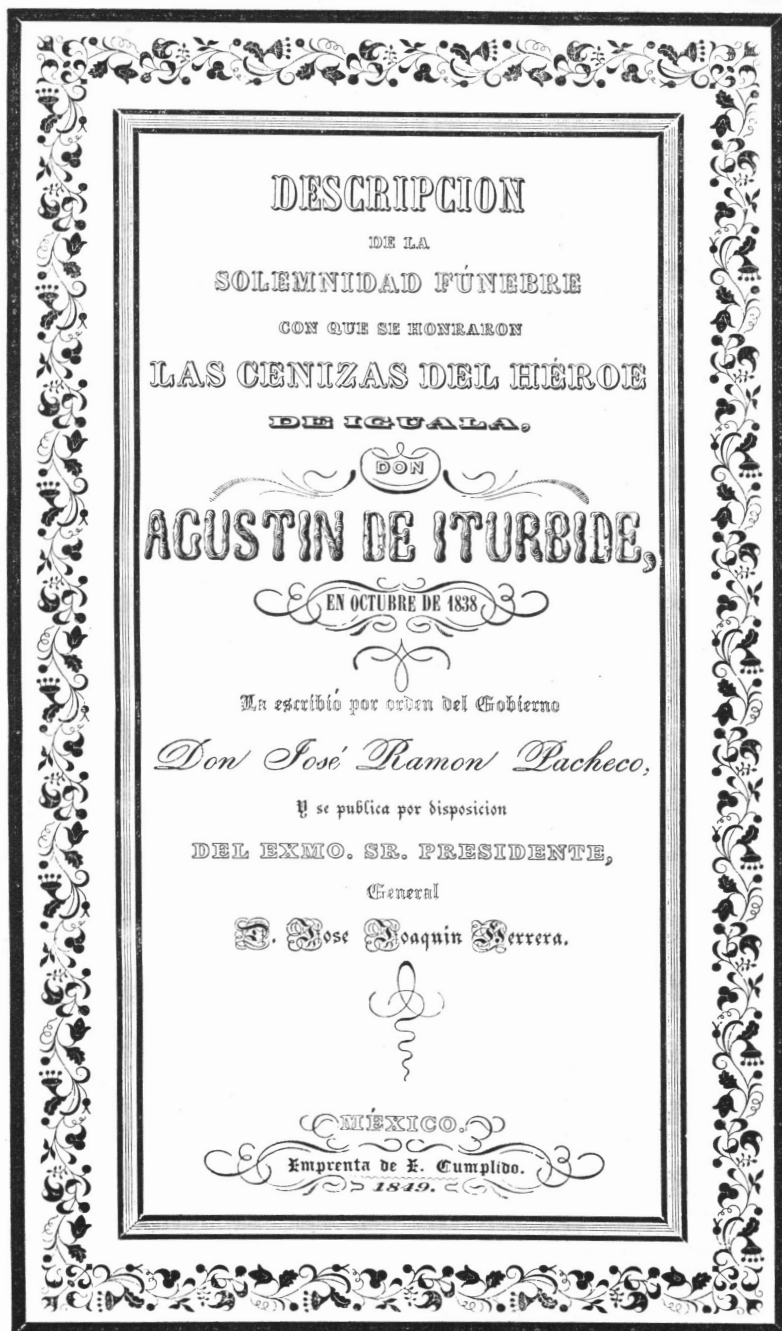 DESCRIPCION
DE LA
SOLEMNIDAD FÚNEBRE
CON QUE SE HONRARON
LAS CENIZAS DEL HÉROE
DE IGUALA,
DON
AGUSTIN DE ITURBIDE,
EN OCTUBRE DE 1838
La escribió por orden del Gobierno
Don José Ramon Pacheco,
Y se publica por disposicion
DEL EXMO. SR. PRESIDENTE,
General
D. Jose Joaquin Herrera.
MÉXICO.
Imprenta de I. Cumplido.
1849.